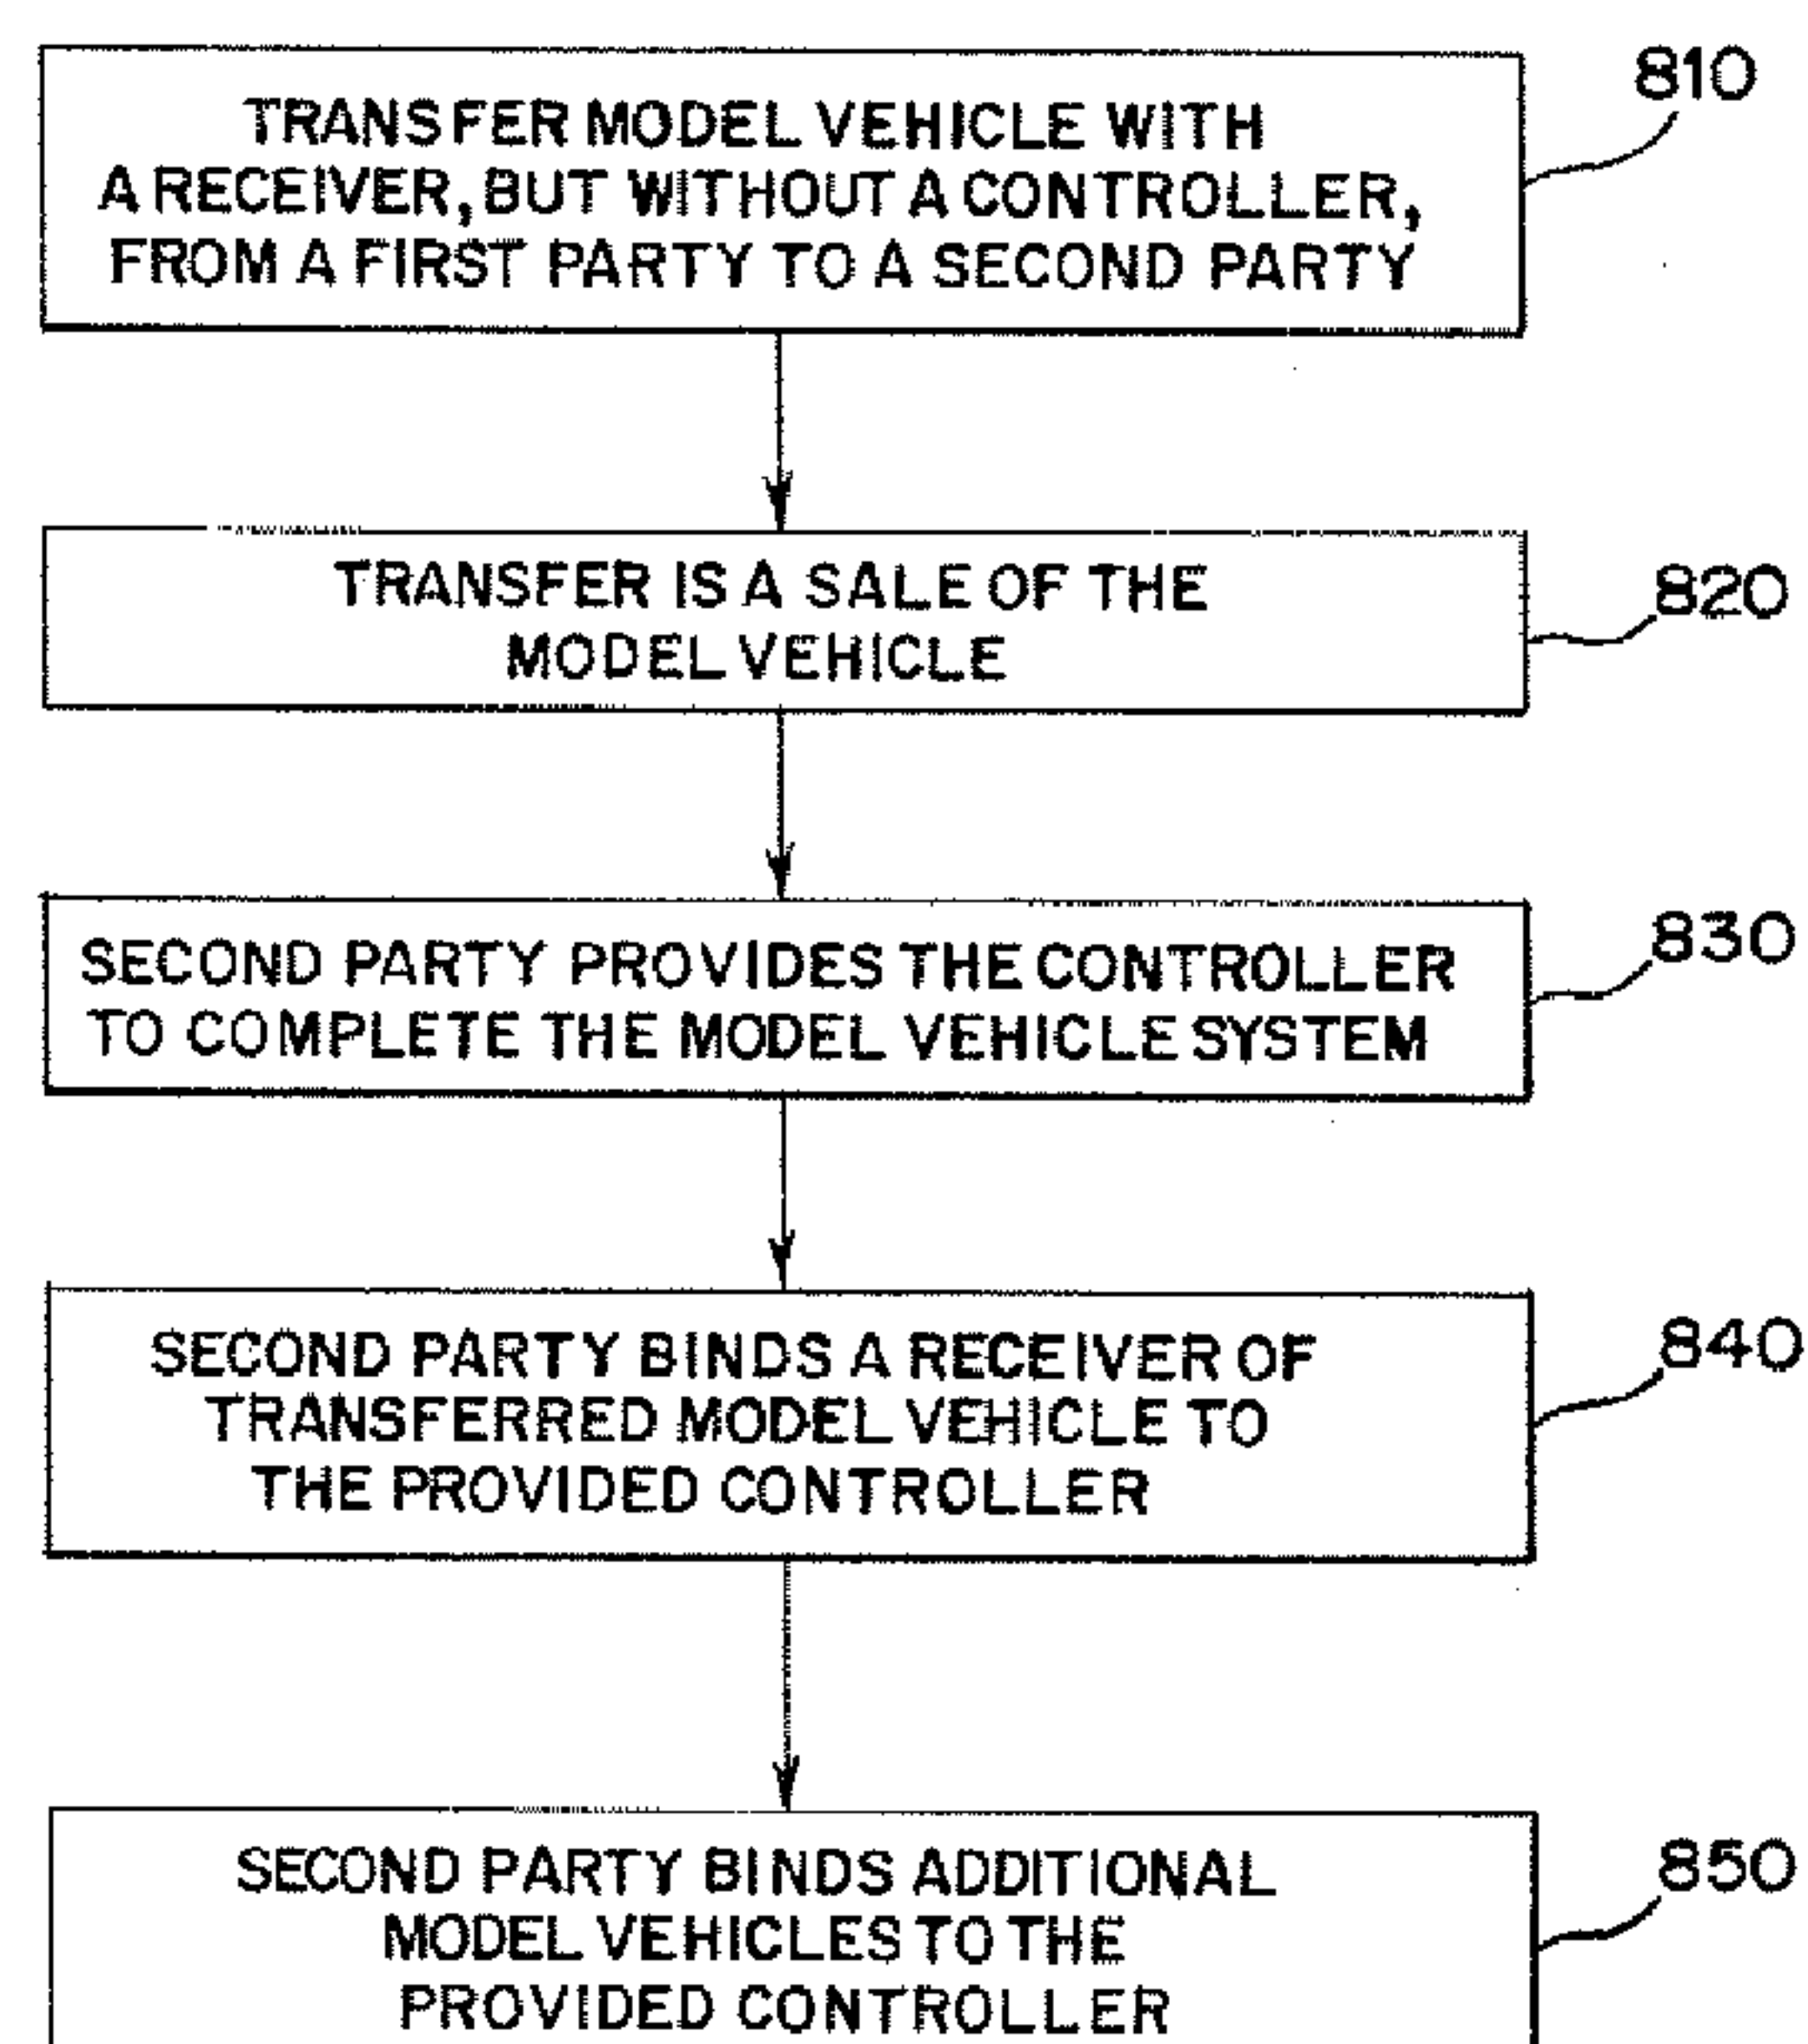 TRANSFER MODEL VEHICLE WITH
A RECEIVER, BUT WITHOUT A CONTROLLER,
FROM A FIRST PARTY TO A SECOND PARTY
810
TRANSFER IS A SALE OF THE
MODEL VEHICLE
820
SECOND PARTY PROVIDES THE CONTROLLER
TO COMPLETE THE MODEL VEHICLE SYSTEM
830
SECOND PARTY BINDS A RECEIVER OF
TRANSFERRED MODEL VEHICLE TO
THE PROVIDED CONTROLLER
840
SECOND PARTY BINDS ADDITIONAL
MODEL VEHICLES TO THE
PROVIDED CONTROLLER
850